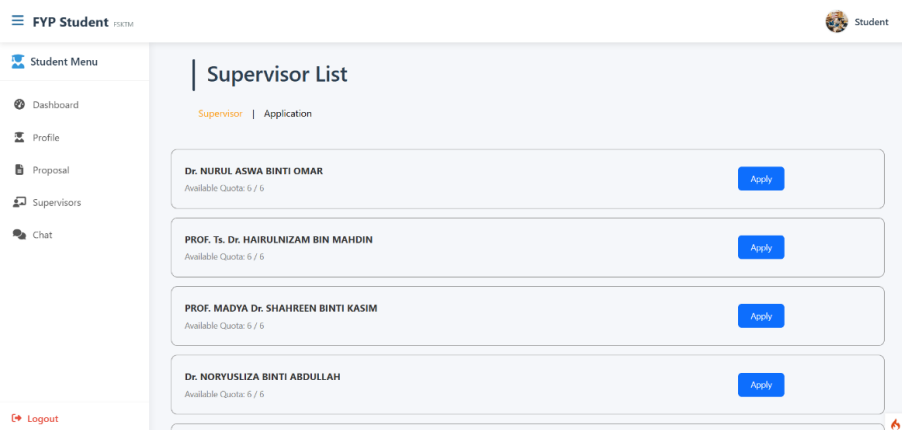 FYP Student FSKTM
Student
Student Menu
Dashboard
Profile
Proposal
Supervisors
Chat
Logout
Supervisor List
Supervisor | Application
Dr. NURUL ASWA BINTI OMAR
Available Quota: 6 / 6
Apply
PROF. Ts. Dr. HAIRULNIZAM BIN MAHDIN
Available Quota: 6 / 6
Apply
PROF. MADYA Dr. SHAHREEN BINTI KASIM
Available Quota: 6 / 6
Apply
Dr. NORYUSLIZA BINTI ABDULLAH
Available Quota: 6 / 6
Apply